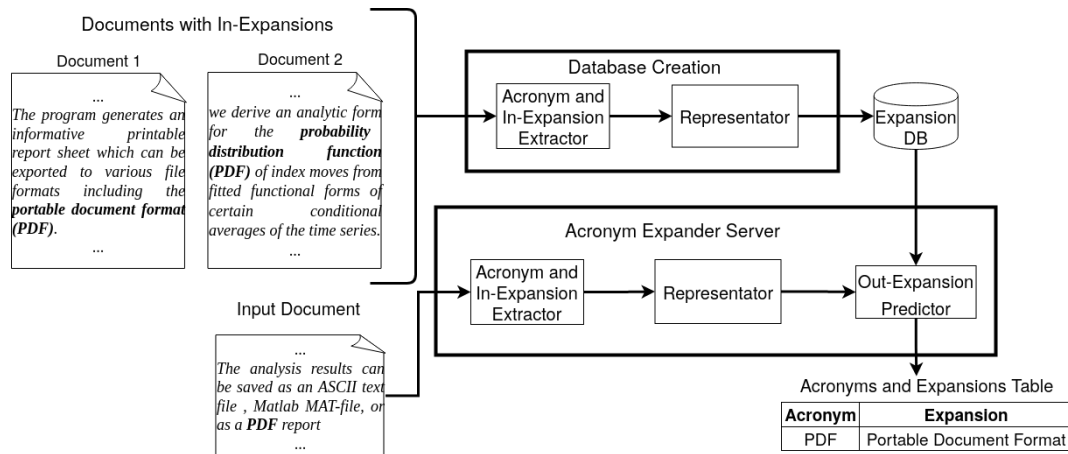 Documents with In-Expansions
Document 1
...
The program generates an
informative printable
report sheet which can be
exported to various file
formats including the
portable document format
(PDF).
...
Document 2
...
we derive an analytic form
for the probability
distribution function
(PDF) of index moves from
fitted functional forms of
certain conditional
averages of the time series.
...
Database Creation
Acronym and
In-Expansion
Extractor
Representator
Expansion
DB
Acronym Expander Server
Acronym and
In-Expansion
Extractor
Representator
Out-Expansion
Predictor
Input Document
...
The analysis results can
be saved as an ASCII text
file , Matlab MAT-file, or
as a PDF report
...
Acronyms and Expansions Table
Acronym Expansion
PDF Portable Document Format